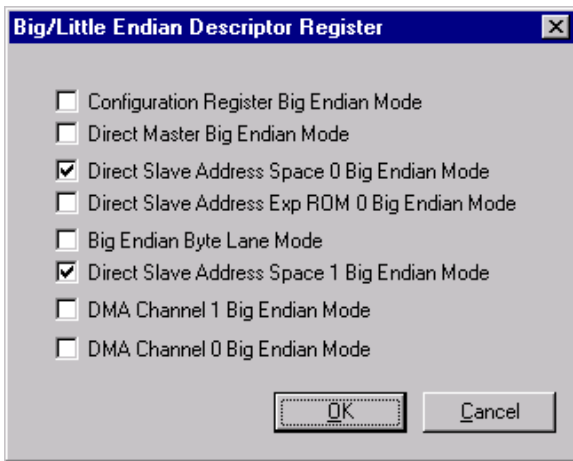 Big/Little Endian Descriptor Register
Configuration Register Big Endian Mode
Direct Master Big Endian Mode
Direct Slave Address Space 0 Big Endian Mode
Direct Slave Address Exp ROM 0 Big Endian Mode
Big Endian Byte Lane Mode
Direct Slave Address Space 1 Big Endian Mode
DMA Channel 1 Big Endian Mode
DMA Channel 0 Big Endian Mode
OK Cancel